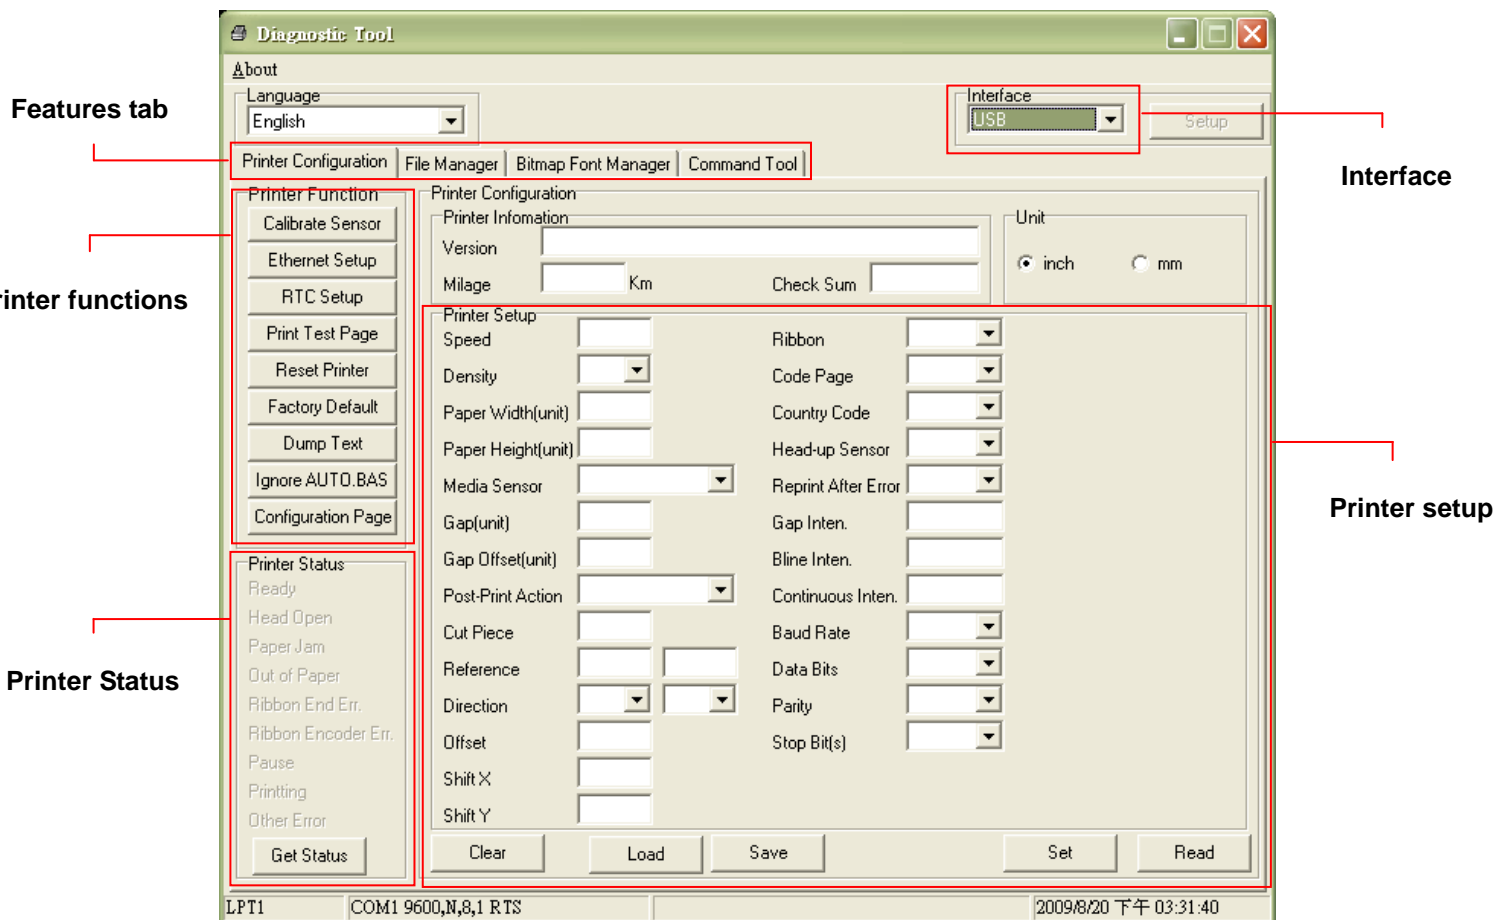 Diagnostic Tool
About
Language
English
Interface
USB
Setup
Features tab
Interface
Printer Configuration
File Manager
Bitmap Font Manager
Command Tool
Printer Function
Calibrate Sensor
Ethernet Setup
RTC Setup
Print Test Page
Reset Printer
Factory Default
Dump Text
Ignore AUTO.BAS
Configuration Page
rinter functions
Printer Configuration
Printer Infomation
Version
Milage
Km
Check Sum
Unit
inch
mm
Printer Setup
Speed
Density
Paper Width(unit)
Paper Height(unit)
Media Sensor
Gap(unit)
Gap Offset(unit)
Post-Print Action
Cut Piece
Reference
Direction
Offset
Shift X
Shift Y
Ribbon
Code Page
Country Code
Head-up Sensor
Reprint After Error
Gap Inten.
Bline Inten.
Continuous Inten.
Baud Rate
Data Bits
Parity
Stop Bit(s)
Printer setup
Printer Status
Ready
Head Open
Paper Jam
Out of Paper
Ribbon End Err.
Ribbon Encoder Err.
Pause
Printting
Other Error
Get Status
Printer Status
Clear
Load
Save
Set
Read
LPT1
COM1 9600,N,8,1 RTS
2009/8/20 下午 03:31:40